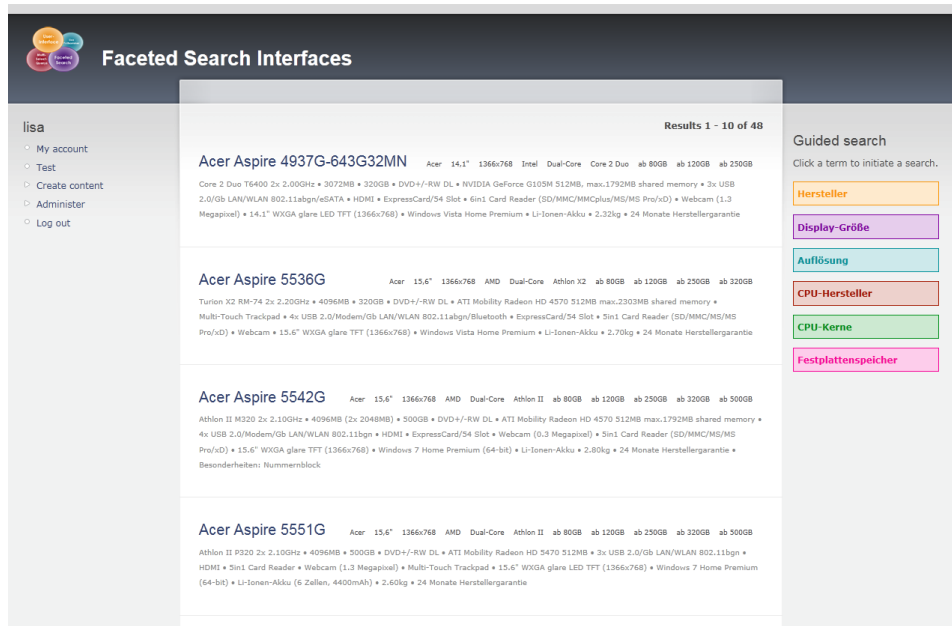 Faceted Search Interfaces
lisa
My account
Test
Create content
Administer
Log out
Results 1 - 10 of 48
Acer Aspire 4937G-643G32MN Acer 14,1" 1366x768 Intel Dual-Core Core 2 Duo ab 80GB ab 120GB ab 250GB
Core 2 Duo T6400 2x 2.00GHz • 3072MB • 320GB • DVD+/-RW DL • NVIDIA GeForce G105M 512MB, max.1792MB shared memory • 3x USB
2.0/Gb LAN/WLAN 802.11abgn/eSATA • HDMI • ExpressCard/54 Slot • 6in1 Card Reader (SD/MMC/MMCplus/MS/MS Pro/xD) • Webcam (1.3
Megapixel) • 14.1" WXGA glare LED TFT (1366x768) • Windows Vista Home Premium • Li-Ionen-Akku • 2.32kg • 24 Monate Herstellergarantie
Acer Aspire 5536G Acer 15,6" 1366x768 AMD Dual-Core Athlon X2 ab 80GB ab 120GB ab 250GB ab 320GB
Turion X2 RM-74 2x 2.20GHz • 4096MB • 320GB • DVD+/-RW DL • ATI Mobility Radeon HD 4570 512MB max.2303MB shared memory •
Multi-Touch Trackpad • 4x USB 2.0/Modem/Gb LAN/WLAN 802.11abgn/Bluetooth • ExpressCard/54 Slot • 5in1 Card Reader (SD/MMC/MS/MS
Pro/xD) • Webcam • 15.6" WXGA glare TFT (1366x768) • Windows Vista Home Premium • Li-Ionen-Akku • 2.70kg • 24 Monate Herstellergarantie
Acer Aspire 5542G Acer 15,6" 1366x768 AMD Dual-Core Athlon II ab 80GB ab 120GB ab 250GB ab 320GB ab 500GB
Athlon II M320 2x 2.10GHz • 4096MB (2x 2048MB) • 500GB • DVD+/-RW DL • ATI Mobility Radeon HD 4570 512MB max.1792MB shared memory •
4x USB 2.0/Modem/Gb LAN/WLAN 802.11bgn • HDMI • ExpressCard/54 Slot • Webcam (0.3 Megapixel) • 5in1 Card Reader (SD/MMC/MS/MS
Pro/xD) • 15.6" WXGA glare TFT (1366x768) • Windows 7 Home Premium (64-bit) • Li-Ionen-Akku • 2.80kg • 24 Monate Herstellergarantie •
Besonderheiten: Nummernblock
Acer Aspire 5551G Acer 15,6" 1366x768 AMD Dual-Core Athlon II ab 80GB ab 120GB ab 250GB ab 320GB ab 500GB
Athlon II P320 2x 2.10GHz • 4096MB • 500GB • DVD+/-RW DL • ATI Mobility Radeon HD 5470 512MB • 3x USB 2.0/Gb LAN/WLAN 802.11bgn •
HDMI • 5in1 Card Reader • Webcam (1.3 Megapixel) • Multi-Touch Trackpad • 15.6" WXGA glare LED TFT (1366x768) • Windows 7 Home Premium
(64-bit) • Li-Ionen-Akku (6 Zellen, 4400mAh) • 2.60kg • 24 Monate Herstellergarantie
Guided search
Click a term to initiate a search.
Hersteller
Display-Größe
Auflösung
CPU-Hersteller
CPU-Kerne
Festplattenspeicher